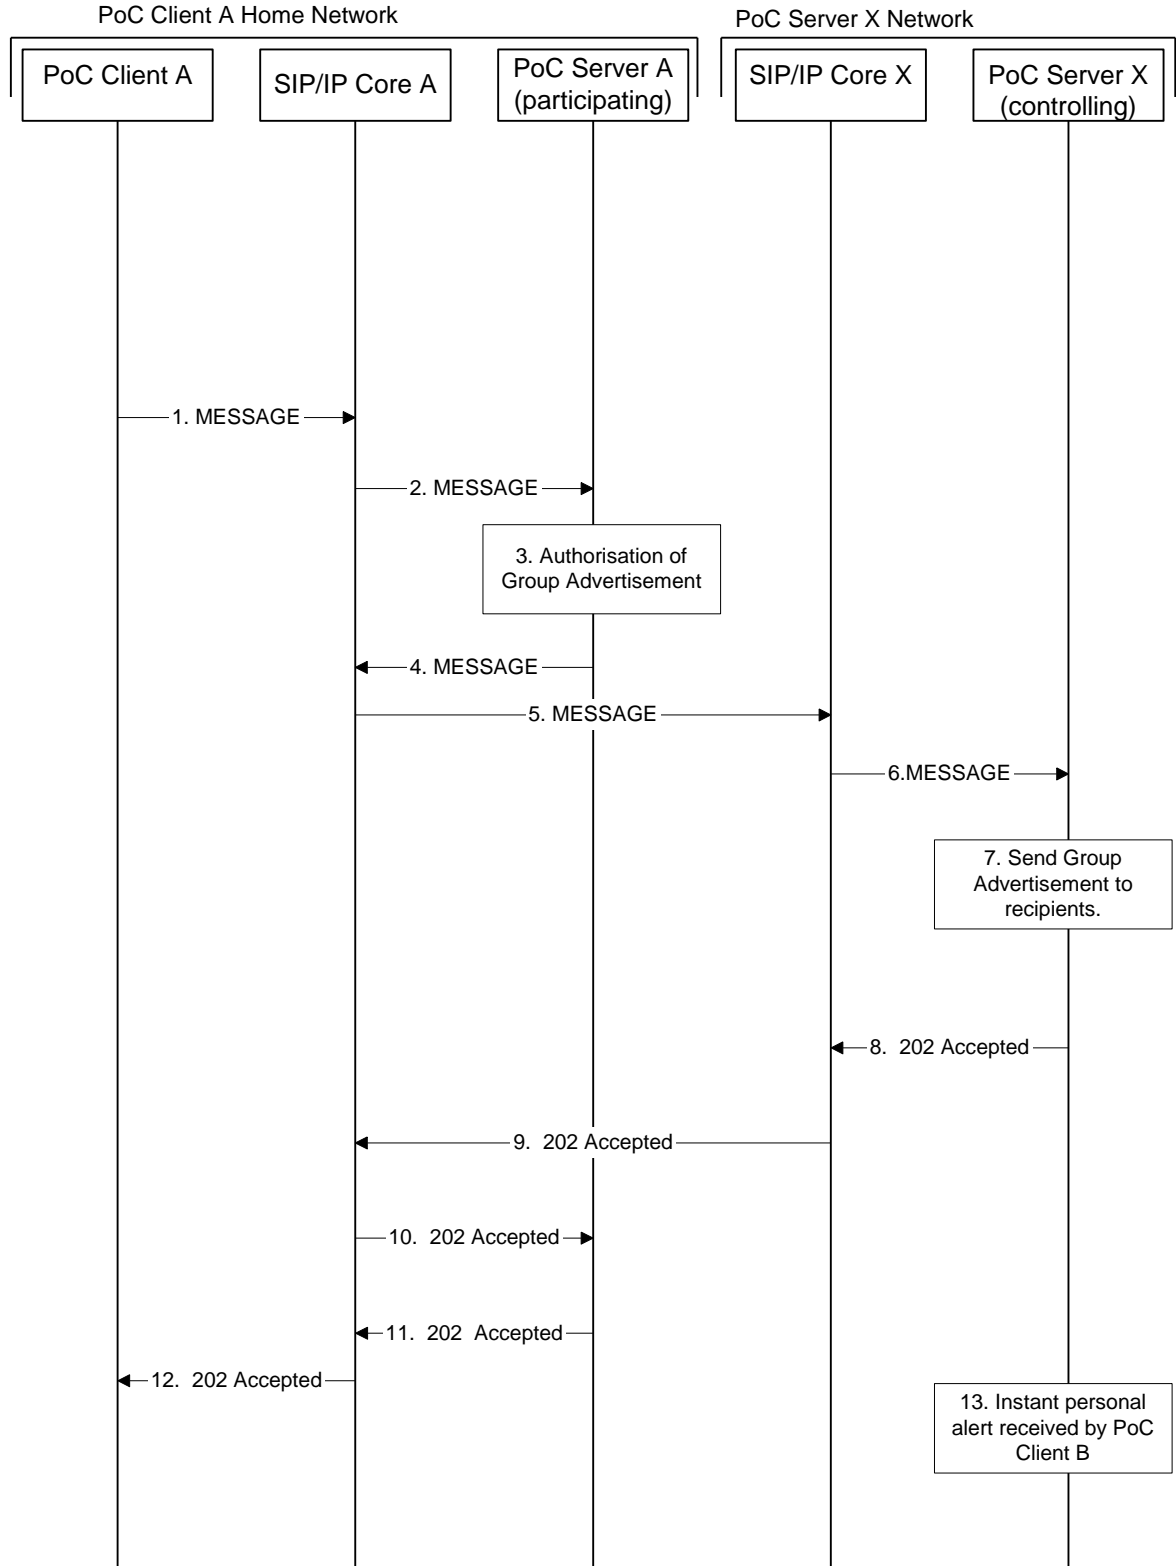 PoC Client A Home Network
PoC Server X Network
PoC Client A
SIP/IP Core A
PoC Server A
(participating)
SIP/IP Core X
PoC Server X
(controlling)
1. MESSAGE
2. MESSAGE
3. Authorisation of
Group Advertisement
4. MESSAGE
5. MESSAGE
6.MESSAGE
7. Send Group
Advertisement to
recipients.
8.  202 Accepted
9.  202 Accepted
10.  202 Accepted
11.  202  Accepted
12.  202 Accepted
13. Instant personal
alert received by PoC
Client B